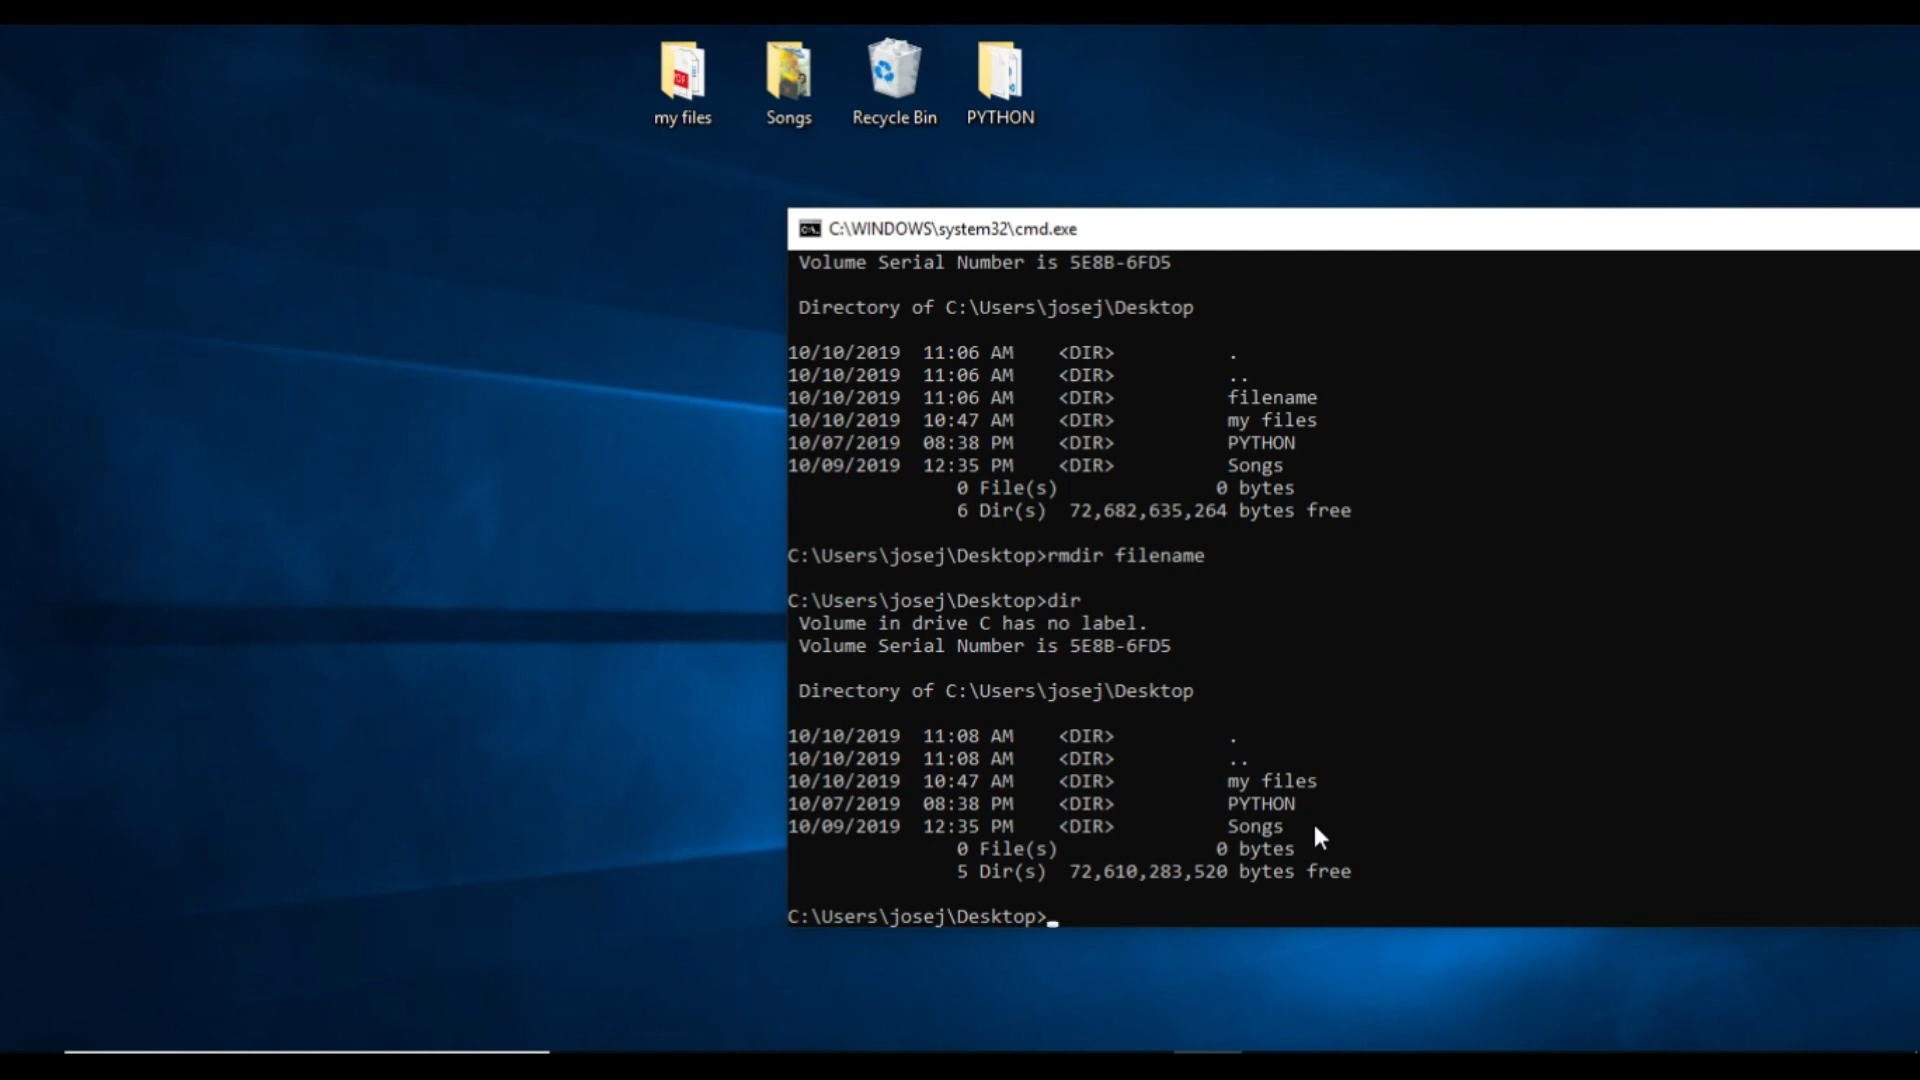 my files
Songs
Recycle Bin
PYTHON
C:\WINDOWS\system32\cmd.exe
Volume Serial Number is 5E8B-6FD5
Directory of C:\Users\josej\Desktop
10/10/2019  11:06 AM    <DIR>          .
10/10/2019  11:06 AM    <DIR>          ..
10/10/2019  11:06 AM    <DIR>          filename
10/10/2019  10:47 AM    <DIR>          my files
10/07/2019  08:38 PM    <DIR>          PYTHON
10/09/2019  12:35 PM    <DIR>          Songs
0 File(s)              0 bytes
6 Dir(s)  72,682,635,264 bytes free
C:\Users\josej\Desktop>rmdir filename
C:\Users\josej\Desktop>dir
Volume in drive C has no label.
Volume Serial Number is 5E8B-6FD5
Directory of C:\Users\josej\Desktop
10/10/2019  11:08 AM    <DIR>          .
10/10/2019  11:08 AM    <DIR>          ..
10/10/2019  10:47 AM    <DIR>          my files
10/07/2019  08:38 PM    <DIR>          PYTHON
10/09/2019  12:35 PM    <DIR>          Songs
0 File(s)              0 bytes
5 Dir(s)  72,610,283,520 bytes free
C:\Users\josej\Desktop>